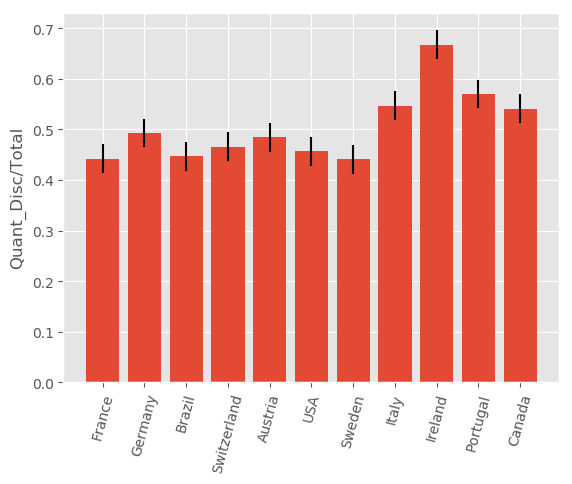 0.7
0.6
0.5
0.4
0.3
0.2
0.1
0.0
Quant_Disc/Total
France
Germany
Brazil
Switzerland
Austria
USA
Sweden
Italy
Ireland
Portugal
Canada